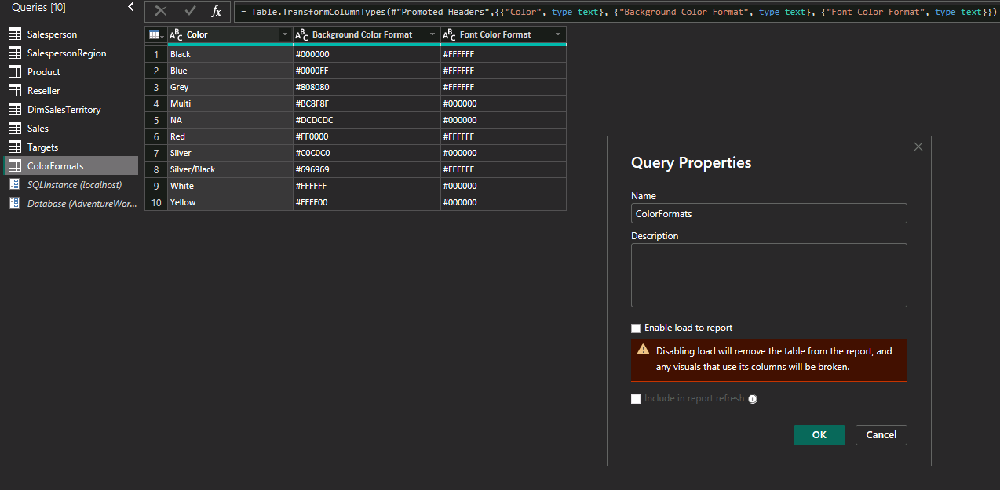 Queries [10]
Salesperson
SalespersonRegion
Product
Reseller
DimSalesTerritory
Sales
Targets
ColorFormats
SQLInstance (localhost)
Database (AdventureWor...
fx
= Table.TransformColumnTypes(#"Promoted Headers",{{"Color", type text}, {"Background Color Format", type text}, {"Font Color Format", type text}})
ABC Color ABC Background Color Format ABC Font Color Format
1 Black #000000 #FFFFFF
2 Blue #0000FF #FFFFFF
3 Grey #808080 #FFFFFF
4 Multi #BC8F8F #000000
5 NA #DCDCDC #000000
6 Red #FF0000 #FFFFFF
7 Silver #C0C0C0 #000000
8 Silver/Black #696969 #FFFFFF
9 White #FFFFFF #000000
10 Yellow #FFFF00 #000000
Query Properties
Name
ColorFormats
Description
Enable load to report
Disabling load will remove the table from the report, and
any visuals that use its columns will be broken.
Include in report refresh
OK Cancel